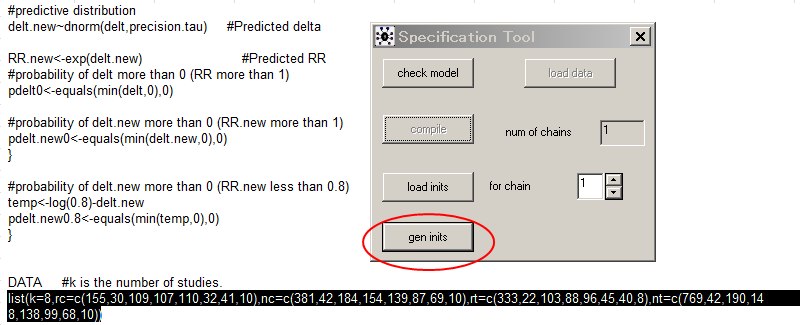 #predictive distribution
delt.new~dnorm(delt,precision.tau) #Predicted delta
RR.new<-exp(delt.new) #Predicted RR
#probability of delt more than 0 (RR more than 1)
pdelt0<-equals(min(delt,0),0)
#probability of delt.new more than 0 (RR.new more than 1)
pdelt.new0<-equals(min(delt.new,0),0)
}
#probability of delt.new more than 0 (RR.new less than 0.8)
temp<-log(0.8)-delt.new
pdelt.new0.8<-equals(min(temp,0),0)
}
DATA #k is the number of studies.
list(k=8,rc=c(155,30,109,107,110,32,41,10),nc=c(381,42,184,154,139,87,69,10),rt=c(333,22,103,88,96,45,40,8),nt=c(769,42,190,14
8,138,99,68,10))
Specification Tool
check model load data
compile num of chains 1
load inits for chain 1
gen inits